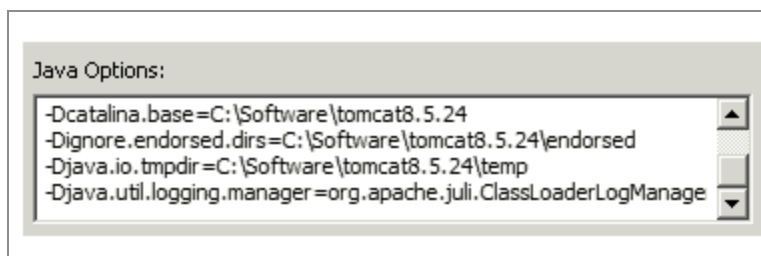 Java Options:
-Dcatalina.base=C:\Software\tomcat8.5.24
-Dignore.endorsed.dirs=C:\Software\tomcat8.5.24\endorsed
-Djava.io.tmpdir=C:\Software\tomcat8.5.24\temp
-Djava.util.logging.manager=org.apache.juli.ClassLoaderLogManage